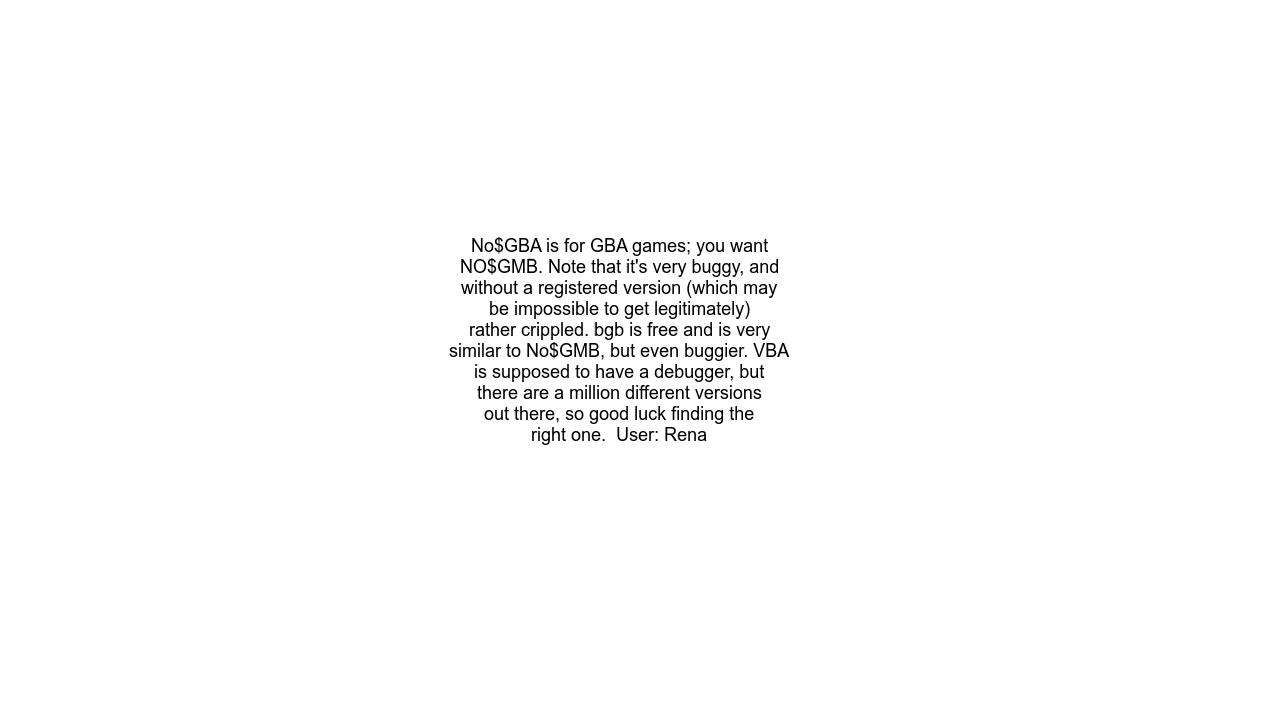 No$GBA is for GBA games; you want
NO$GMB. Note that it's very buggy, and
without a registered version (which may
be impossible to get legitimately)
rather crippled. bgb is free and is very
similar to No$GMB, but even buggier. VBA
is supposed to have a debugger, but
there are a million different versions
out there, so good luck finding the
right one.  User: Rena